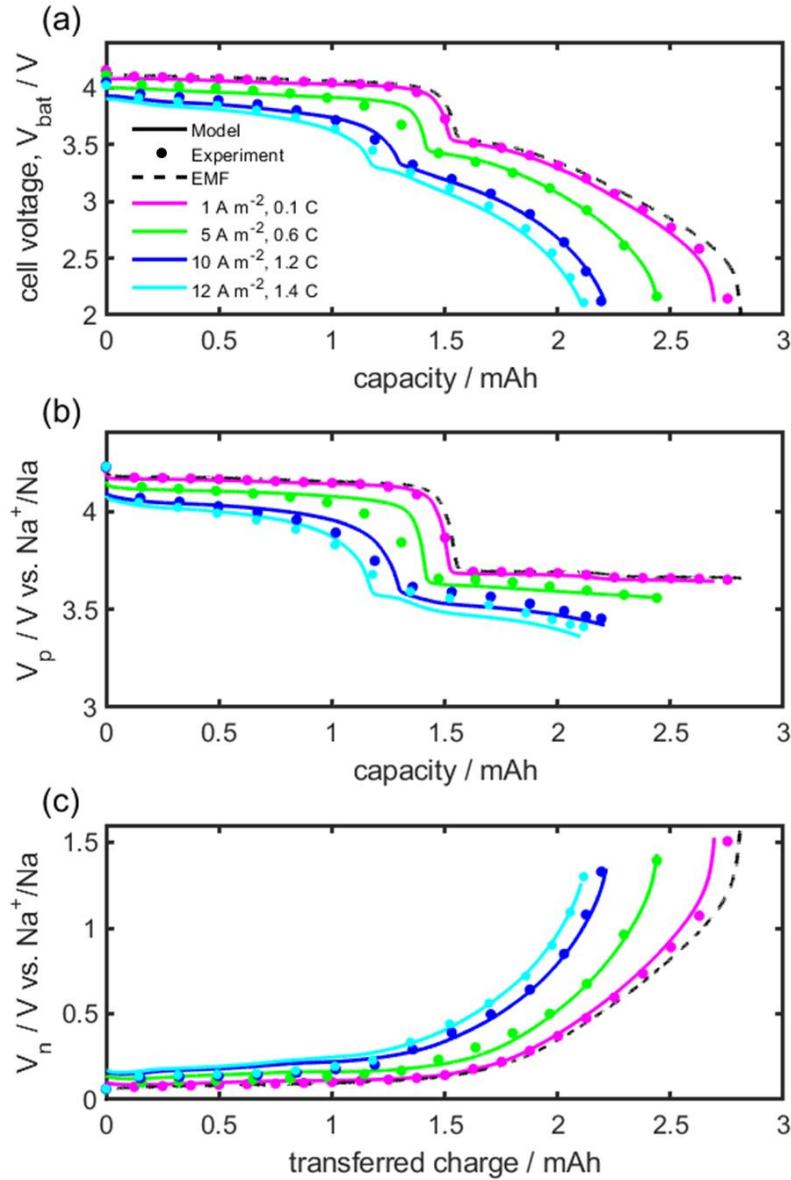 (a)
cell voltage, V_bat / V
4
3.5
3
2.5
2
Model
Experiment
EMF
1 A m⁻², 0.1 C
5 A m⁻², 0.6 C
10 A m⁻², 1.2 C
12 A m⁻², 1.4 C
0 0.5 1 1.5 2 2.5 3
capacity / mAh
(b)
V_p / V vs. Na⁺/Na
4
3.5
3
0 0.5 1 1.5 2 2.5 3
capacity / mAh
(c)
V_n / V vs. Na⁺/Na
1.5
1
0.5
0
0 0.5 1 1.5 2 2.5 3
transferred charge / mAh